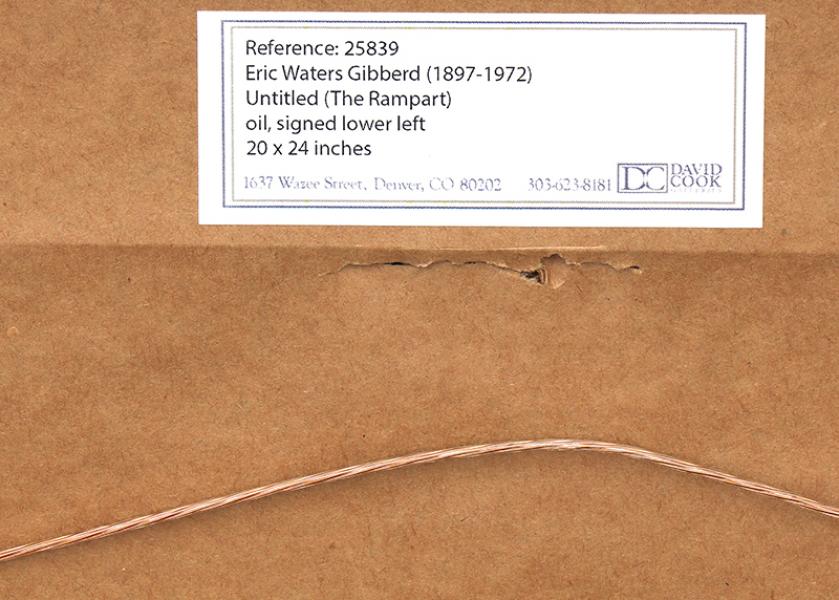 Reference: 25839
Eric Waters Gibberd (1897-1972)
Untitled (The Rampart)
oil, signed lower left
20 x 24 inches
1637 Wazee Street, Denver, CO 80202 303-623-8181 DC DAVID COOK
GALLERIES